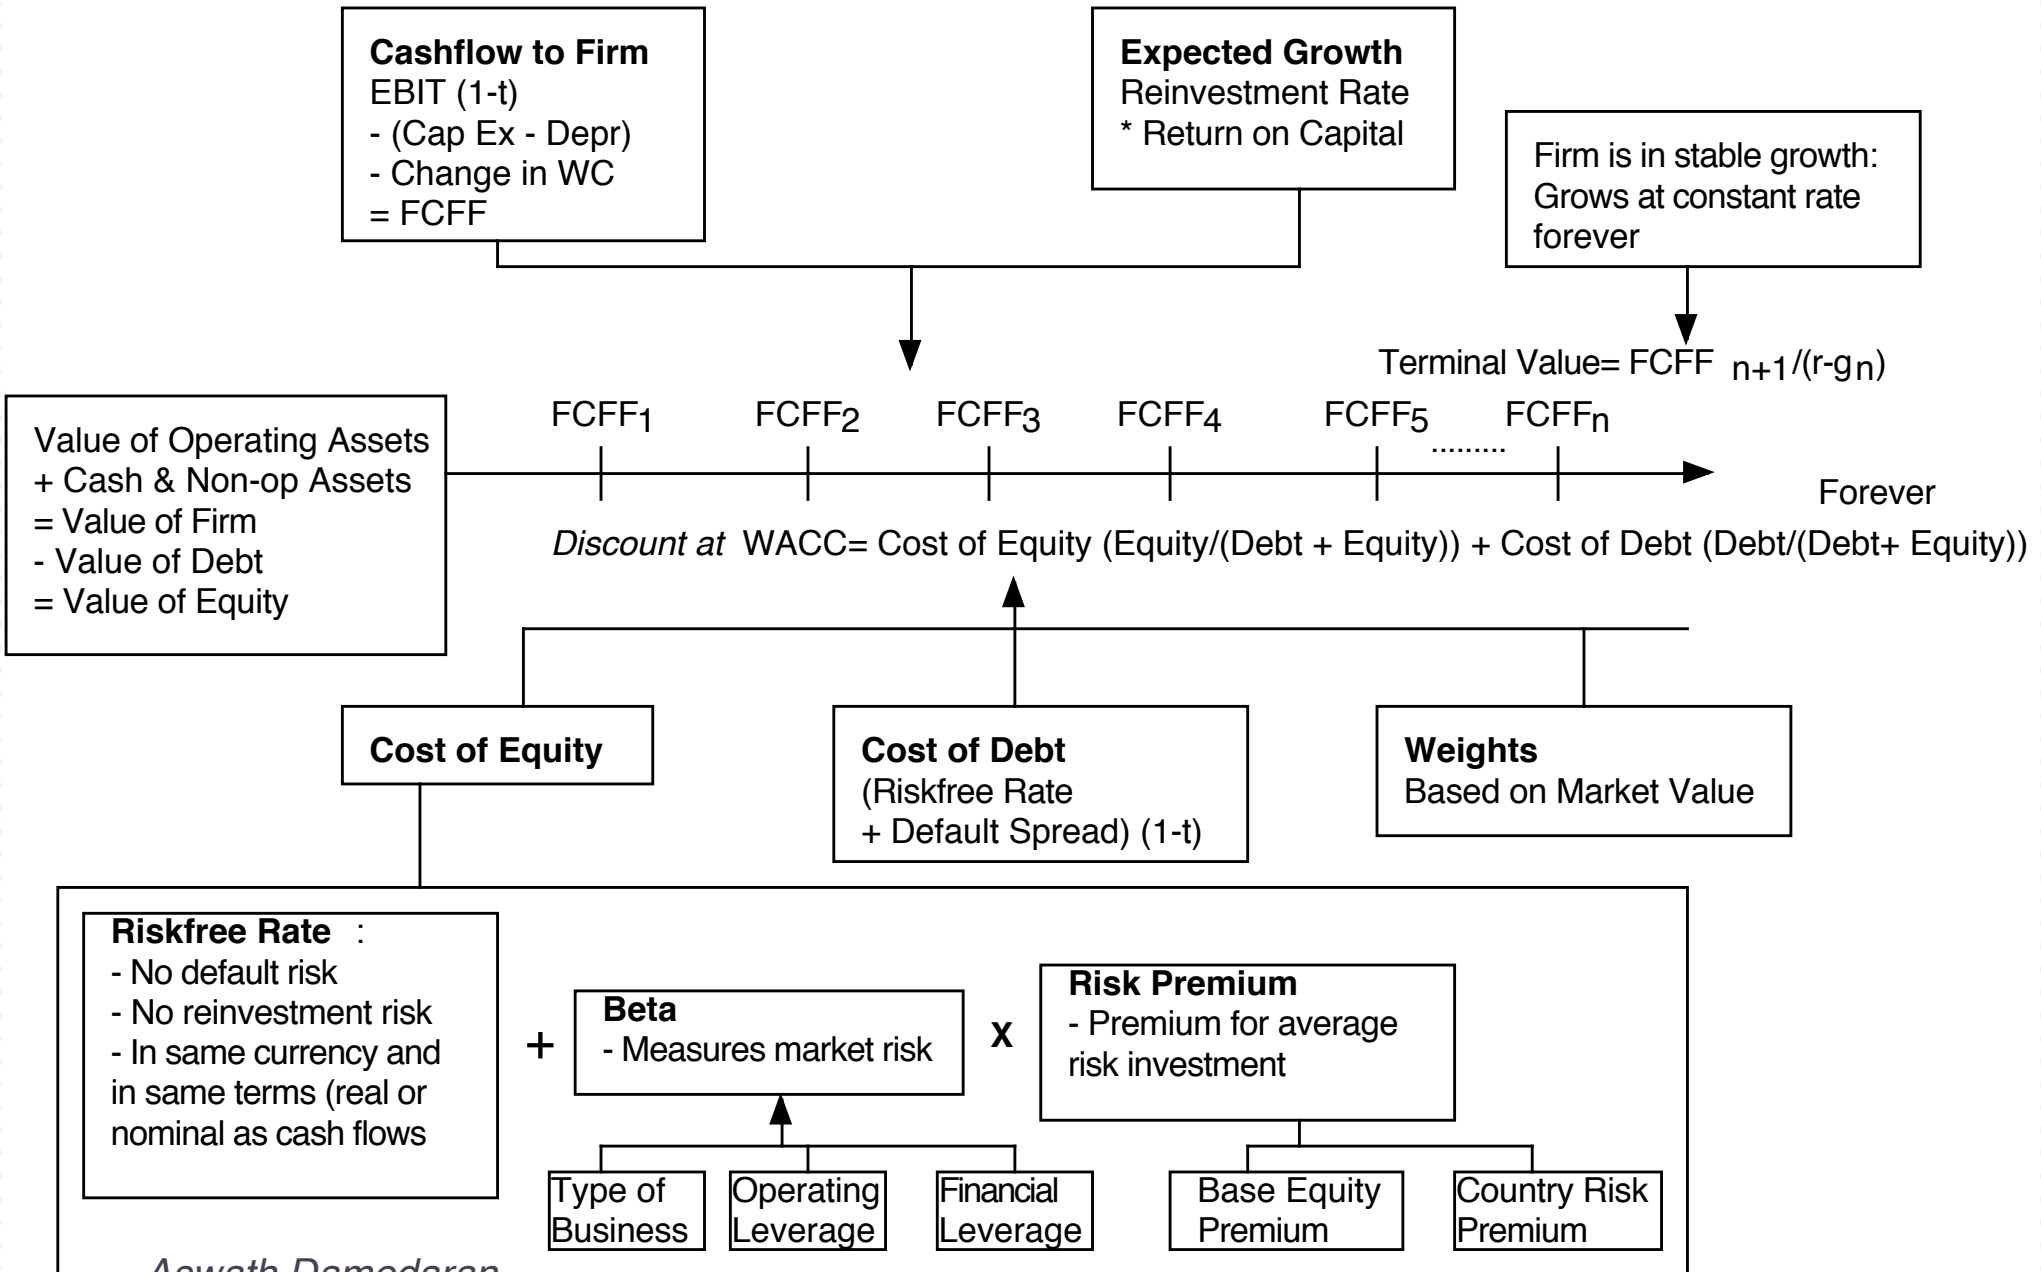 Cashflow to Firm
EBIT (1-t)
- (Cap Ex - Depr)
- Change in WC
= FCFF
Expected Growth
Reinvestment Rate
* Return on Capital
Firm is in stable growth:
Grows at constant rate
forever
Terminal Value= FCFF n+1/(r-gn)
FCFF1 FCFF2 FCFF3 FCFF4 FCFF5 ......... FCFFn
Forever
Value of Operating Assets
+ Cash & Non-op Assets
= Value of Firm
- Value of Debt
= Value of Equity
Discount at WACC= Cost of Equity (Equity/(Debt + Equity)) + Cost of Debt (Debt/(Debt+ Equity))
Cost of Equity
Cost of Debt
(Riskfree Rate
+ Default Spread) (1-t)
Weights
Based on Market Value
Riskfree Rate :
- No default risk
- No reinvestment risk
- In same currency and
in same terms (real or
nominal as cash flows
+
Beta
- Measures market risk
X
Risk Premium
- Premium for average
risk investment
Type of
Business
Operating
Leverage
Financial
Leverage
Base Equity
Premium
Country Risk
Premium
Aswath Damodaran